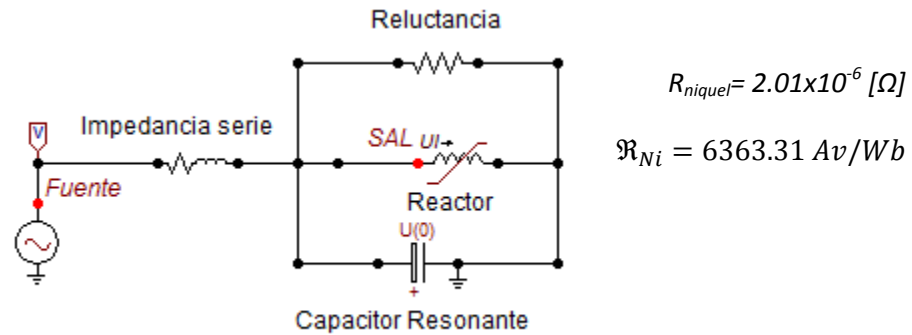 Reluctancia
R_niquel= 2.01x10^-6 [Ω]
V
Impedancia serie
SAL UI→
ℜ_Ni = 6363.31 Av/Wb
Fuente
Reactor
U(0)
+
Capacitor Resonante